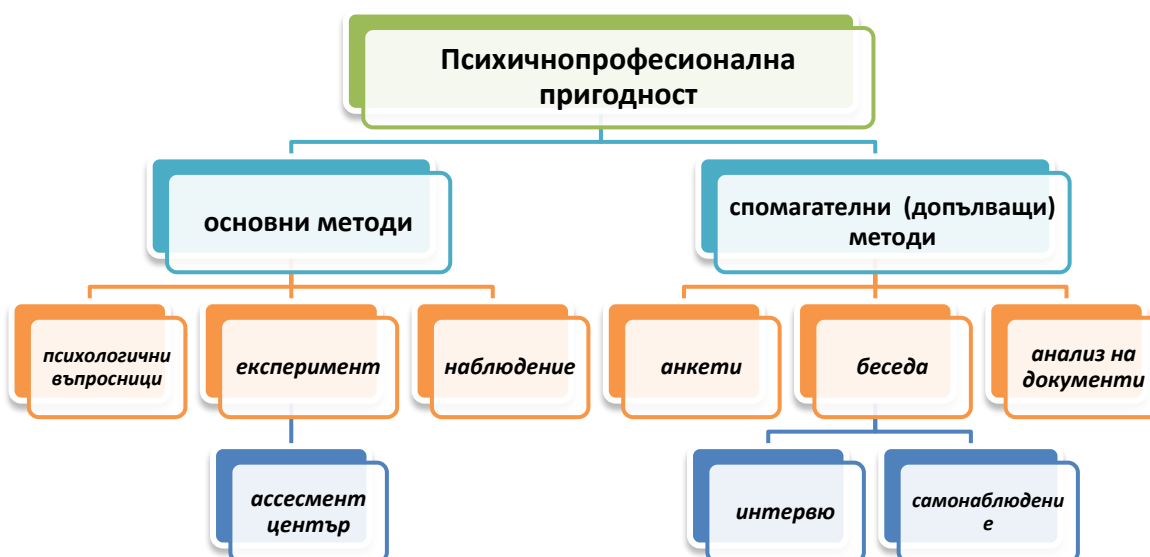 Психичнопрофесионална
пригодност
основни методи
спомагателни (допълващи)
методи
психологични
въпросници
експеримент
наблюдение
анкети
беседа
анализ на
документи
ассесмент
център
интервю
самонаблюдени
е